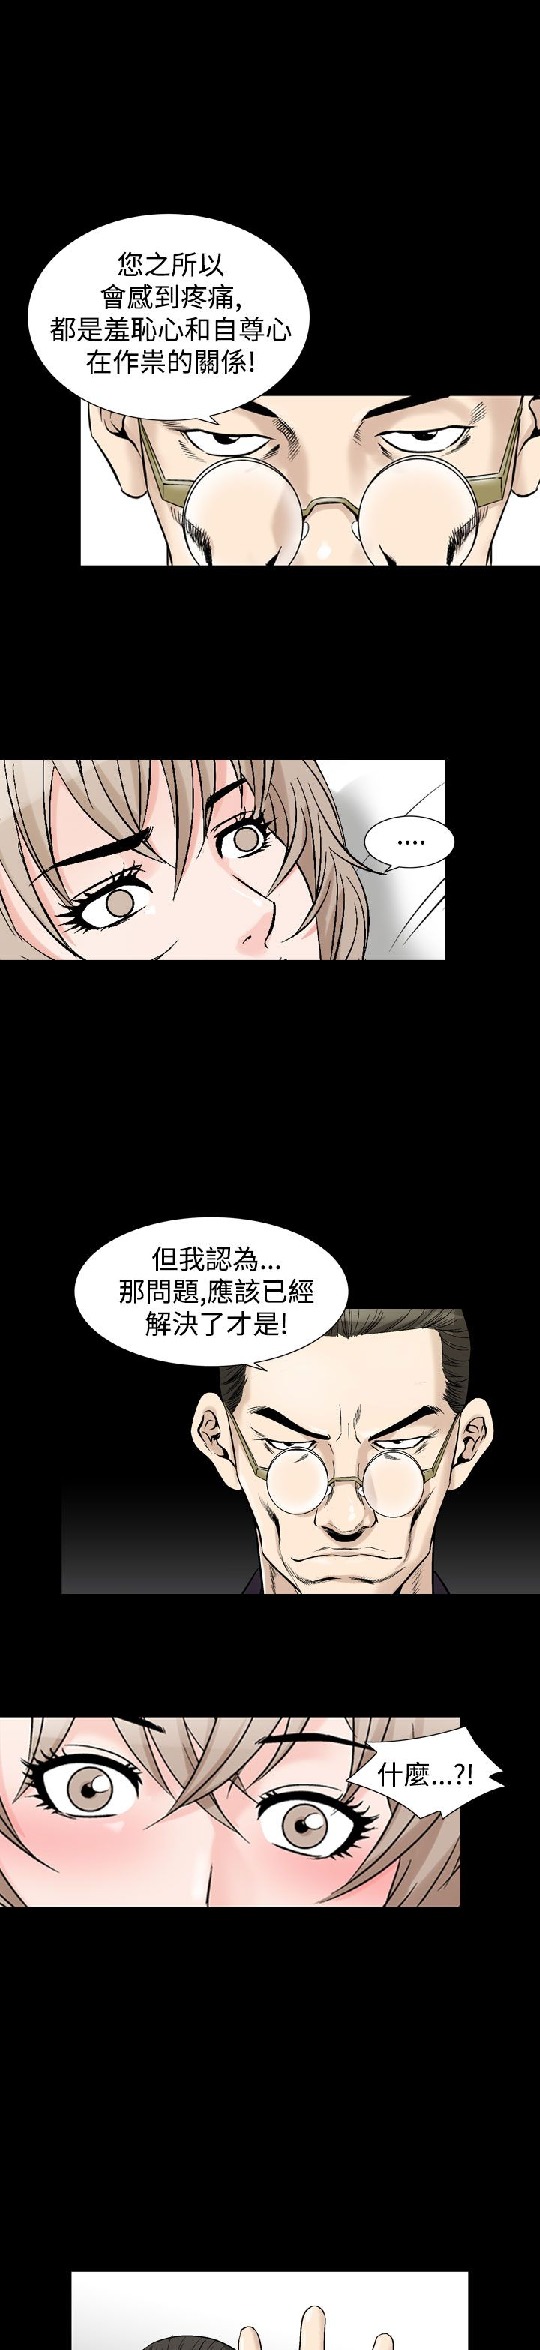 您之所以
會感到疼痛,
都是羞恥心和自尊心
在作祟的關係!
....
但我認為...
那問題,應該已經
解決了才是!
什麼...?!